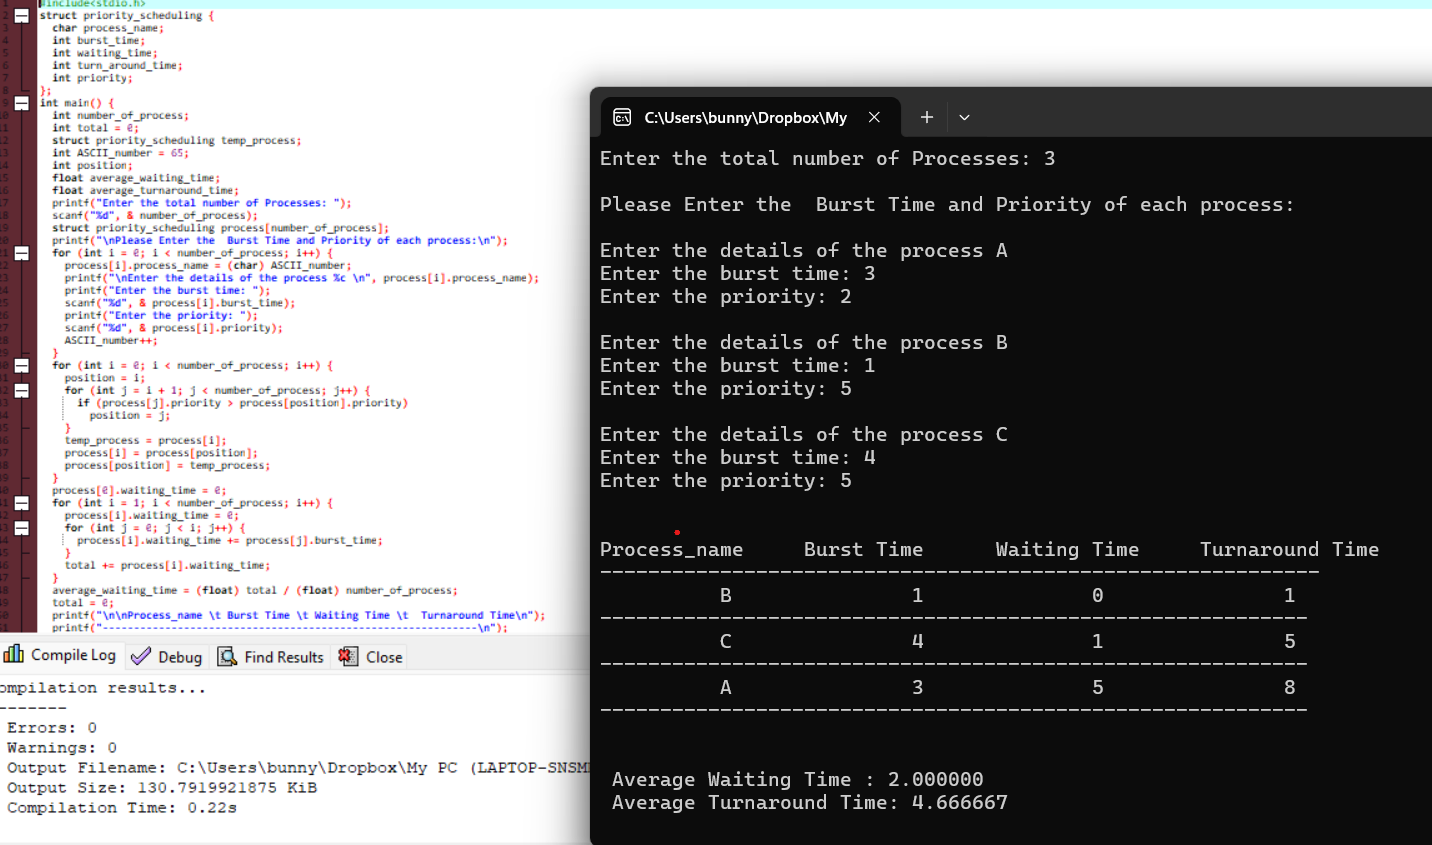 #include<stdio.h>
struct priority_scheduling {
char process_name;
int burst_time;
int waiting_time;
int turn_around_time;
int priority;
};
int main() {
int number_of_process;
int total = 0;
struct priority_scheduling temp_process;
int ASCII_number = 65;
int position;
float average_waiting_time;
float average_turnaround_time;
printf("Enter the total number of Processes: ");
scanf("%d", & number_of_process);
struct priority_scheduling process[number_of_process];
printf("\nPlease Enter the  Burst Time and Priority of each process:\n");
for (int i = 0; i < number_of_process; i++) {
process[i].process_name = (char) ASCII_number;
printf("\nEnter the details of the process %c \n", process[i].process_name);
printf("Enter the burst time: ");
scanf("%d", & process[i].burst_time);
printf("Enter the priority: ");
scanf("%d", & process[i].priority);
ASCII_number++;
}
for (int i = 0; i < number_of_process; i++) {
position = i;
for (int j = i + 1; j < number_of_process; j++) {
if (process[j].priority > process[position].priority)
position = j;
}
temp_process = process[i];
process[i] = process[position];
process[position] = temp_process;
}
process[0].waiting_time = 0;
for (int i = 1; i < number_of_process; i++) {
process[i].waiting_time = 0;
for (int j = 0; j < i; j++) {
process[i].waiting_time += process[j].burst_time;
}
total += process[i].waiting_time;
}
average_waiting_time = (float) total / (float) number_of_process;
total = 0;
printf("\n\nProcess_name \t Burst Time \t Waiting Time \t  Turnaround Time\n");
printf("------------------------------------------------------------\n");
Compile Log Debug Find Results Close
ompilation results...
-------
Errors: 0
Warnings: 0
Output Filename: C:\Users\bunny\Dropbox\My PC (LAPTOP-SNSM
Output Size: 130.7919921875 KiB
Compilation Time: 0.22s
C:\Users\bunny\Dropbox\My
Enter the total number of Processes: 3
Please Enter the  Burst Time and Priority of each process:
Enter the details of the process A
Enter the burst time: 3
Enter the priority: 2
Enter the details of the process B
Enter the burst time: 1
Enter the priority: 5
Enter the details of the process C
Enter the burst time: 4
Enter the priority: 5
Process_name Burst Time Waiting Time Turnaround Time
------------------------------------------------------------
B 1 0 1
-----------------------------------------------------------
C 4 1 5
-----------------------------------------------------------
A 3 5 8
-----------------------------------------------------------
Average Waiting Time : 2.000000
Average Turnaround Time: 4.666667